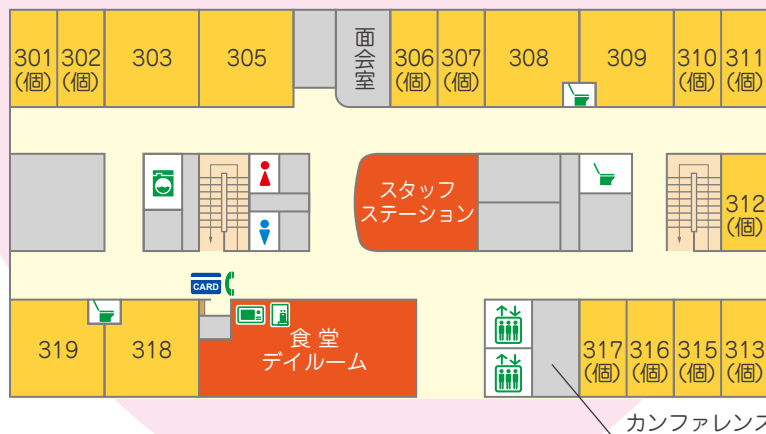 301
(個)
302
(個)
303
305
面会室
306
(個)
307
(個)
308
309
310
(個)
311
(個)
スタッフ
ステーション
312
(個)
CARD
319
318
食堂
デイルーム
317
(個)
316
(個)
315
(個)
313
(個)
カンファレンス